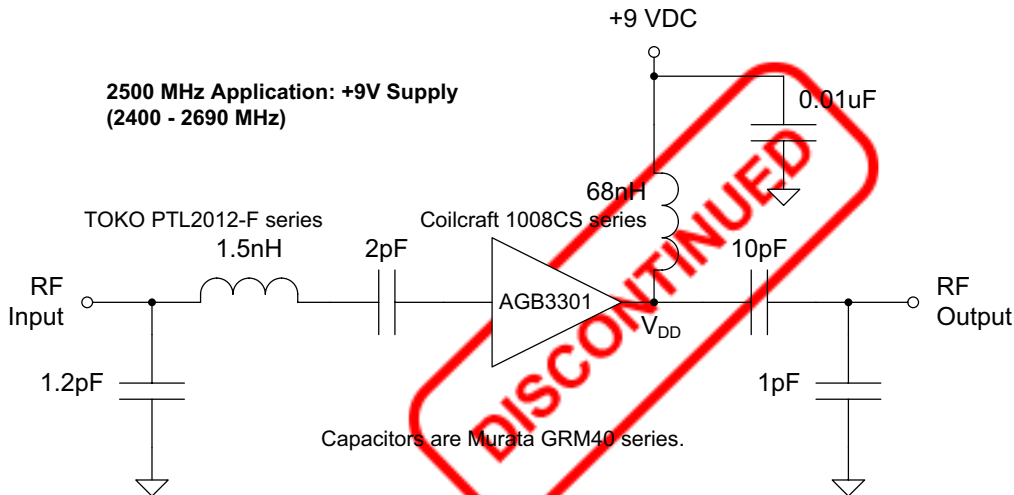 +9 VDC
2500 MHz Application: +9V Supply
(2400 - 2690 MHz)
0.01uF
68nH
TOKO PTL2012-F series
Coilcraft 1008CS series
1.5nH
2pF
10pF
RF
Input
AGB3301
VDD
RF
Output
1.2pF
1pF
Capacitors are Murata GRM40 series.
DISCONTINUED